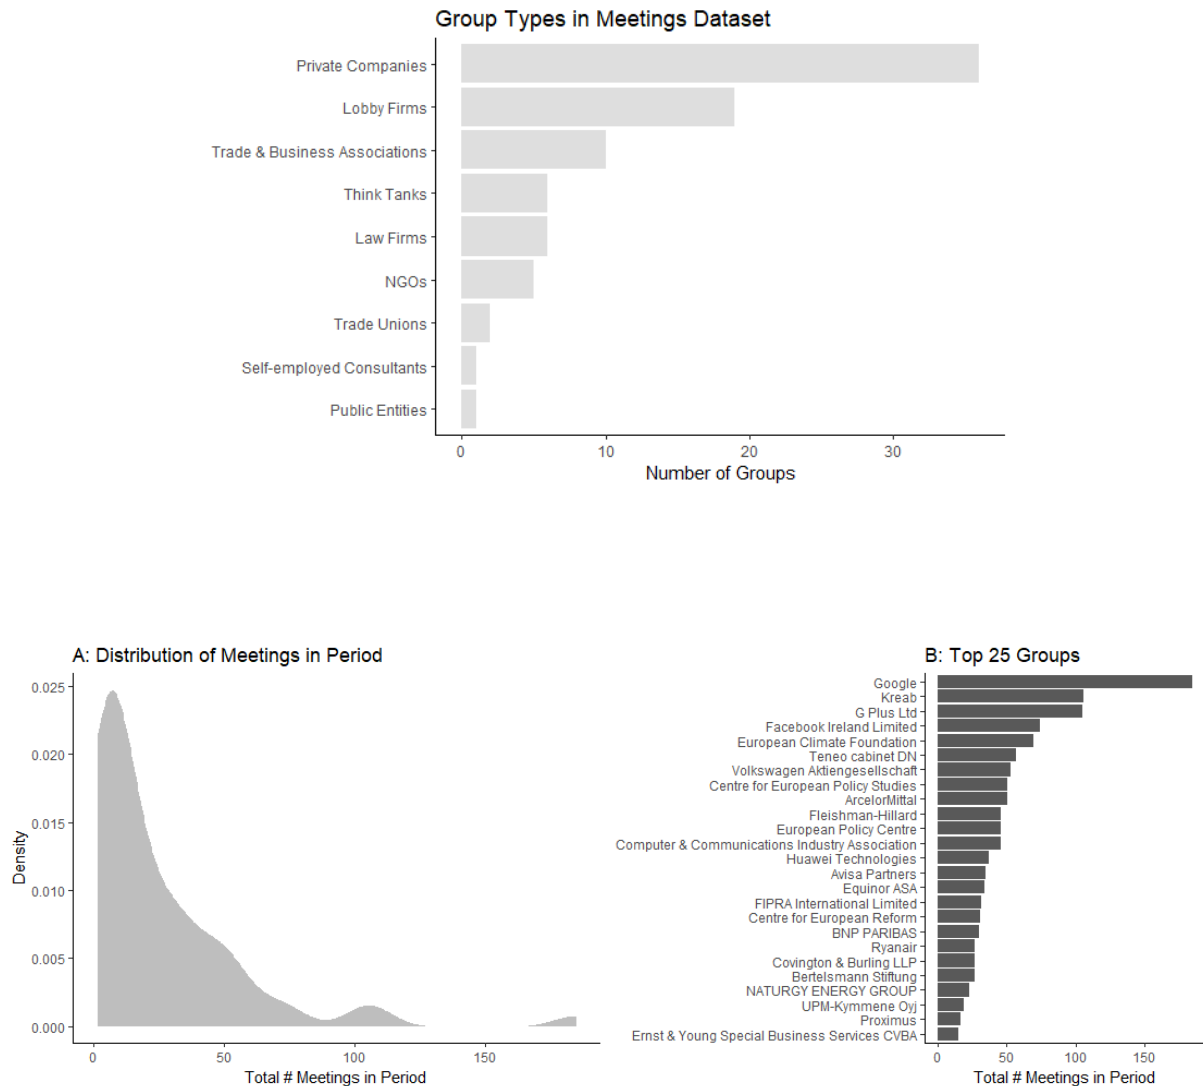 Group Types in Meetings Dataset
Private Companies
Lobby Firms
Trade & Business Associations
Think Tanks
Law Firms
NGOs
Trade Unions
Self-employed Consultants
Public Entities
0 10 20 30
Number of Groups
A: Distribution of Meetings in Period
0.025
0.020
0.015
0.010
0.005
0.000
Density
0 50 100 150
Total # Meetings in Period
B: Top 25 Groups
Google
Kreab
G Plus Ltd
Facebook Ireland Limited
European Climate Foundation
Teneo cabinet DN
Volkswagen Aktiengesellschaft
Centre for European Policy Studies
ArcelorMittal
Fleishman-Hillard
European Policy Centre
Computer & Communications Industry Association
Huawei Technologies
Avisa Partners
Equinor ASA
FIPRA International Limited
Centre for European Reform
BNP PARIBAS
Ryanair
Covington & Burling LLP
Bertelsmann Stiftung
NATURGY ENERGY GROUP
UPM-Kymmene Oyj
Proximus
Ernst & Young Special Business Services CVBA
0 50 100 150
Total # Meetings in Period